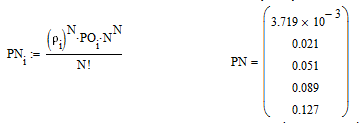 PN_i := (ρ_i)^N·PO_i·N^N / N!
PN = ( 3.719 × 10^-3
0.021
0.051
0.089
0.127 )